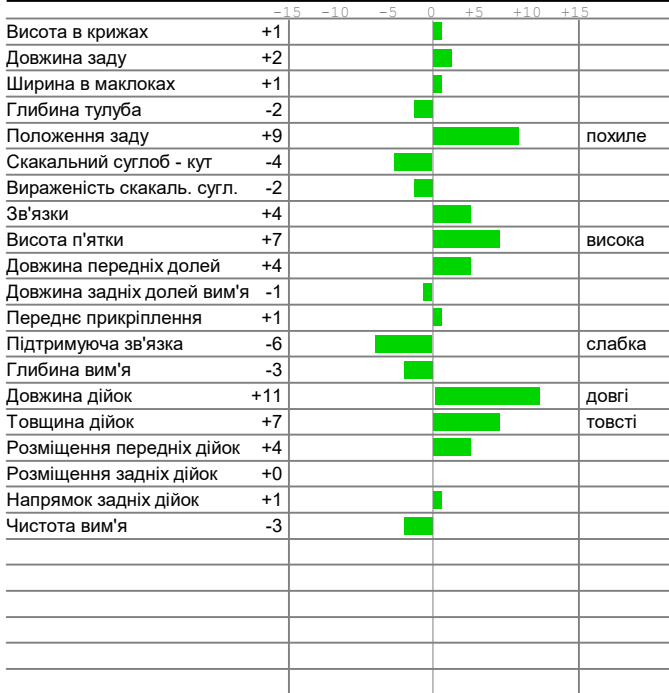 -15 -10 -5 0 +5 +10 +15
Висота в крижах +1
Довжина заду +2
Ширина в маклоках +1
Глибина тулуба -2
Положення заду +9 похиле
Скакальний суглоб - кут -4
Вираженість скакаль. сугл. -2
Зв'язки +4
Висота п'ятки +7 висока
Довжина передніх долей +4
Довжина задніх долей вим'я -1
Переднє прикріплення +1
Підтримуюча зв'язка -6 слабка
Глибина вим'я -3
Довжина дійок +11 довгі
Товщина дійок +7 товсті
Розміщення передніх дійок +4
Розміщення задніх дійок +0
Напрямок задніх дійок +1
Чистота вим'я -3